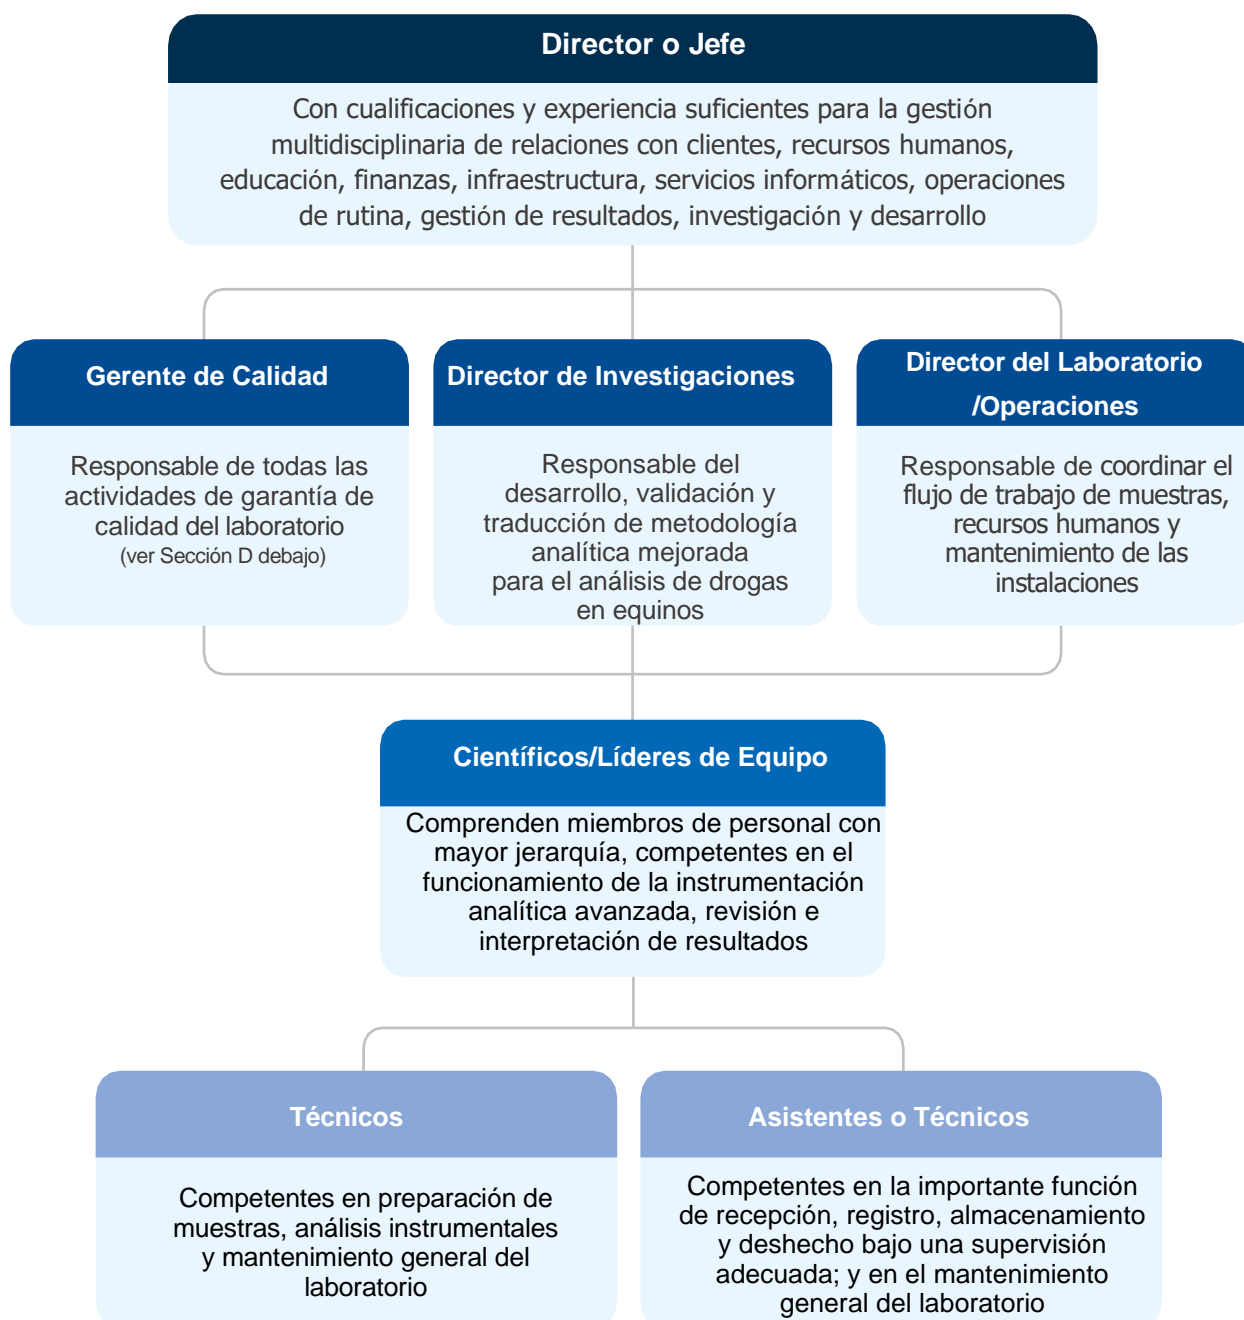 Director o Jefe
Con cualificaciones y experiencia suficientes para la gestión
multidisciplinaria de relaciones con clientes, recursos humanos,
educación, finanzas, infraestructura, servicios informáticos, operaciones
de rutina, gestión de resultados, investigación y desarrollo
Gerente de Calidad
Responsable de todas las
actividades de garantía de
calidad del laboratorio
(ver Sección D debajo)
Director de Investigaciones
Responsable del
desarrollo, validación y
traducción de metodología
analítica mejorada
para el análisis de drogas
en equinos
Director del Laboratorio
/Operaciones
Responsable de coordinar el
flujo de trabajo de muestras,
recursos humanos y
mantenimiento de las
instalaciones
Científicos/Líderes de Equipo
Comprenden miembros de personal con
mayor jerarquía, competentes en el
funcionamiento de la instrumentación
analítica avanzada, revisión e
interpretación de resultados
Técnicos
Competentes en preparación de
muestras, análisis instrumentales
y mantenimiento general del
laboratorio
Asistentes o Técnicos
Competentes en la importante función
de recepción, registro, almacenamiento
y deshecho bajo una supervisión
adecuada; y en el mantenimiento
general del laboratorio